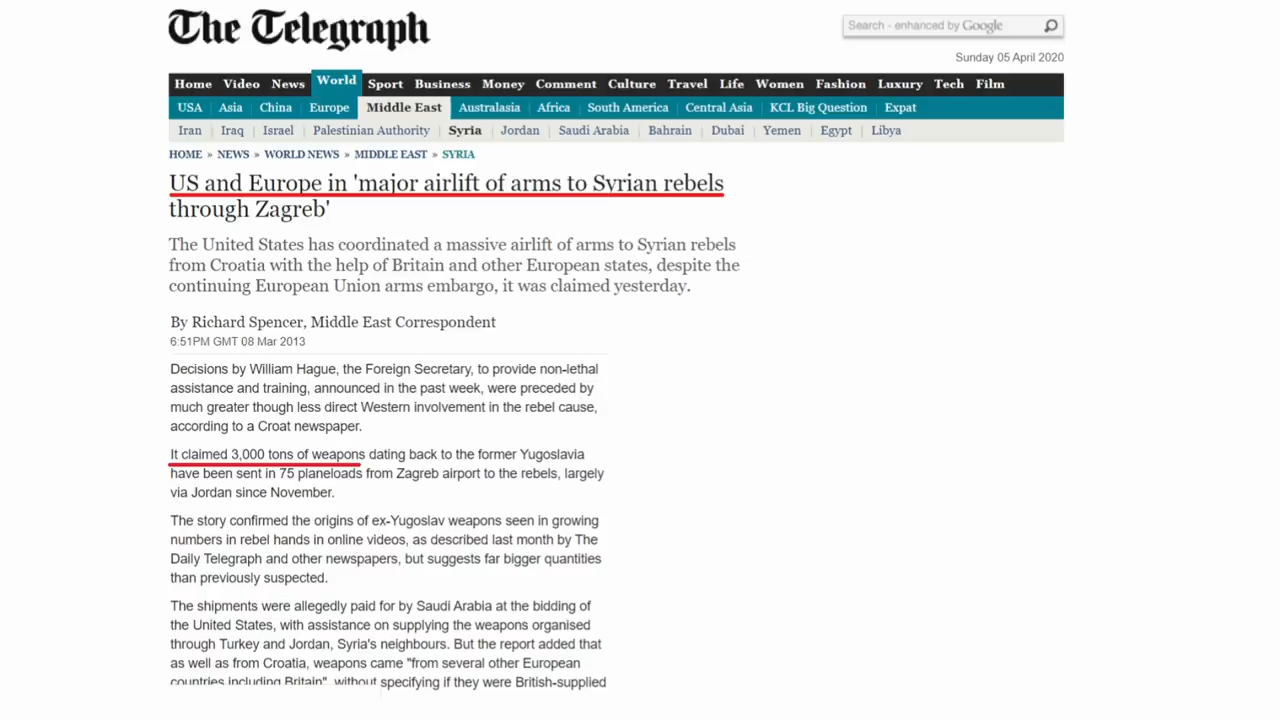 The Telegraph
Search - enhanced by Google
Sunday 05 April 2020
Home Video News World Sport Business Money Comment Culture Travel Life Women Fashion Luxury Tech Film
USA Asia China Europe Middle East Australasia Africa South America Central Asia KCL Big Question Expat
Iran Iraq Israel Palestinian Authority Syria Jordan Saudi Arabia Bahrain Dubai Yemen Egypt Libya
HOME » NEWS » WORLD NEWS » MIDDLE EAST » SYRIA
US and Europe in 'major airlift of arms to Syrian rebels
through Zagreb'
The United States has coordinated a massive airlift of arms to Syrian rebels
from Croatia with the help of Britain and other European states, despite the
continuing European Union arms embargo, it was claimed yesterday.
By Richard Spencer, Middle East Correspondent
6:51PM GMT 08 Mar 2013
Decisions by William Hague, the Foreign Secretary, to provide non-lethal
assistance and training, announced in the past week, were preceded by
much greater though less direct Western involvement in the rebel cause,
according to a Croat newspaper.
It claimed 3,000 tons of weapons dating back to the former Yugoslavia
have been sent in 75 planeloads from Zagreb airport to the rebels, largely
via Jordan since November.
The story confirmed the origins of ex-Yugoslav weapons seen in growing
numbers in rebel hands in online videos, as described last month by The
Daily Telegraph and other newspapers, but suggests far bigger quantities
than previously suspected.
The shipments were allegedly paid for by Saudi Arabia at the bidding of
the United States, with assistance on supplying the weapons organised
through Turkey and Jordan, Syria's neighbours. But the report added that
as well as from Croatia, weapons came "from several other European
countries including Britain", without specifying if they were British-supplied